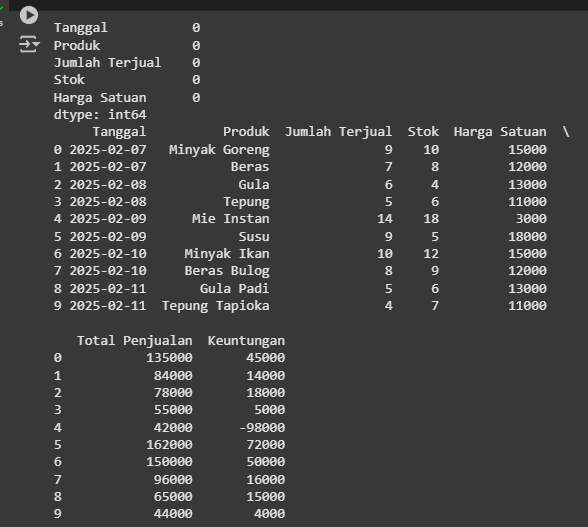 Tanggal 0
Produk 0
Jumlah Terjual 0
Stok 0
Harga Satuan 0
dtype: int64
Tanggal Produk Jumlah Terjual Stok Harga Satuan \
0 2025-02-07 Minyak Goreng 9 10 15000
1 2025-02-07 Beras 7 8 12000
2 2025-02-08 Gula 6 4 13000
3 2025-02-08 Tepung 5 6 11000
4 2025-02-09 Mie Instan 14 18 3000
5 2025-02-09 Susu 9 5 18000
6 2025-02-10 Minyak Ikan 10 12 15000
7 2025-02-10 Beras Bulog 8 9 12000
8 2025-02-11 Gula Padi 5 6 13000
9 2025-02-11 Tepung Tapioka 4 7 11000
Total Penjualan Keuntungan
0 135000 45000
1 84000 14000
2 78000 18000
3 55000 5000
4 42000 -98000
5 162000 72000
6 150000 50000
7 96000 16000
8 65000 15000
9 44000 4000